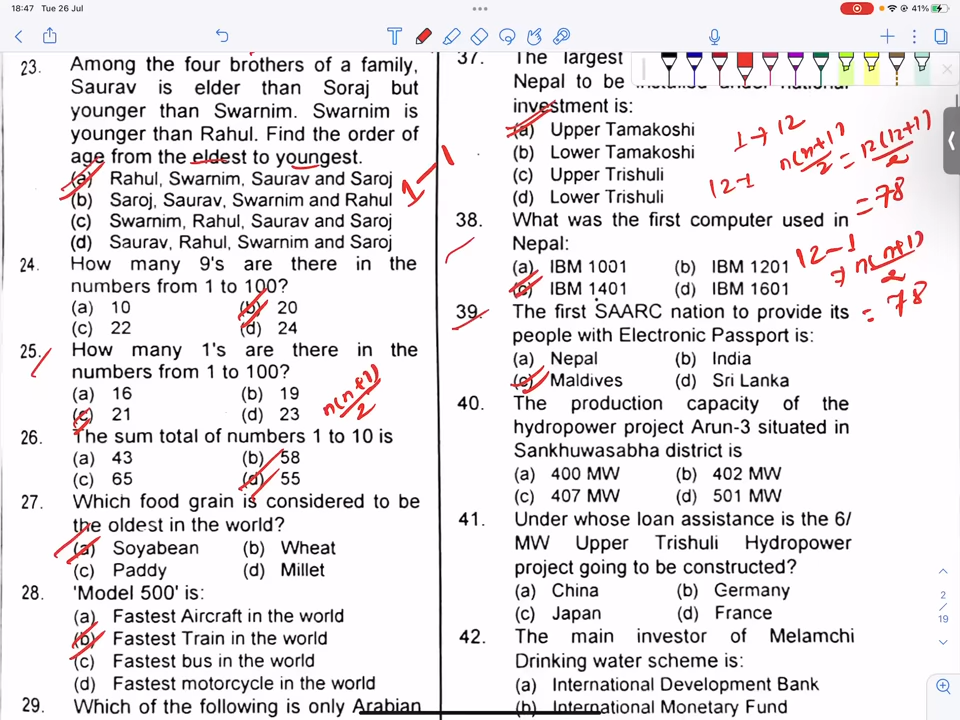 18:47 Tue 26 Jul
41%
23. Among the four brothers of a family,
Saurav is elder than Soraj but
younger than Swarnim. Swarnim is
younger than Rahul. Find the order of
age from the eldest to youngest.
(a) Rahul, Swarnim, Saurav and Saroj
(b) Saroj, Saurav, Swarnim and Rahul
(c) Swarnim, Rahul, Saurav and Saroj
(d) Saurav, Rahul, Swarnim and Saroj
1-1
24. How many 9's are there in the
numbers from 1 to 100?
(a) 10 (b) 20
(c) 22 (d) 24
25. How many 1's are there in the
numbers from 1 to 100?
(a) 16 (b) 19
(c) 21 (d) 23
n(n+1)/2
26. The sum total of numbers 1 to 10 is
(a) 43 (b) 58
(c) 65 (d) 55
27. Which food grain is considered to be
the oldest in the world?
(a) Soyabean (b) Wheat
(c) Paddy (d) Millet
28. 'Model 500' is:
(a) Fastest Aircraft in the world
(b) Fastest Train in the world
(c) Fastest bus in the world
(d) Fastest motorcycle in the world
29. Which of the following is only Arabian
37. The largest
Nepal to be installed under national
investment is:
(a) Upper Tamakoshi
(b) Lower Tamakoshi
(c) Upper Trishuli
(d) Lower Trishuli
1→12
12-1 n(n+1)/2 = 12(12+1)/2
= 78
38. What was the first computer used in
Nepal:
(a) IBM 1001 (b) IBM 1201
(c) IBM 1401 (d) IBM 1601
12-1
n(n+1)/2
= 78
39. The first SAARC nation to provide its
people with Electronic Passport is:
(a) Nepal (b) India
(c) Maldives (d) Sri Lanka
40. The production capacity of the
hydropower project Arun-3 situated in
Sankhuwasabha district is
(a) 400 MW (b) 402 MW
(c) 407 MW (d) 501 MW
41. Under whose loan assistance is the 6/
MW Upper Trishuli Hydropower
project going to be constructed?
(a) China (b) Germany
(c) Japan (d) France
42. The main investor of Melamchi
Drinking water scheme is:
(a) International Development Bank
(b) International Monetary Fund
2
/
19